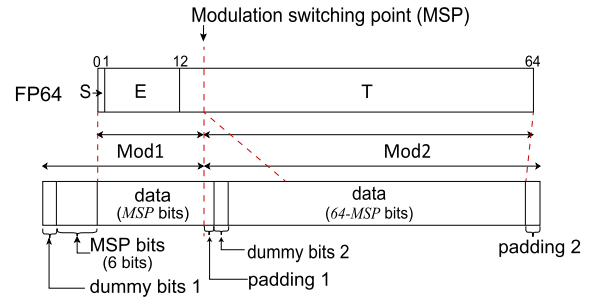 Modulation switching point (MSP)
0 1 12 64
FP64 S E T
Mod1 Mod2
data data
(MSP bits) (64-MSP bits)
MSP bits
(6 bits)
dummy bits 2 padding 2
dummy bits 1 padding 1